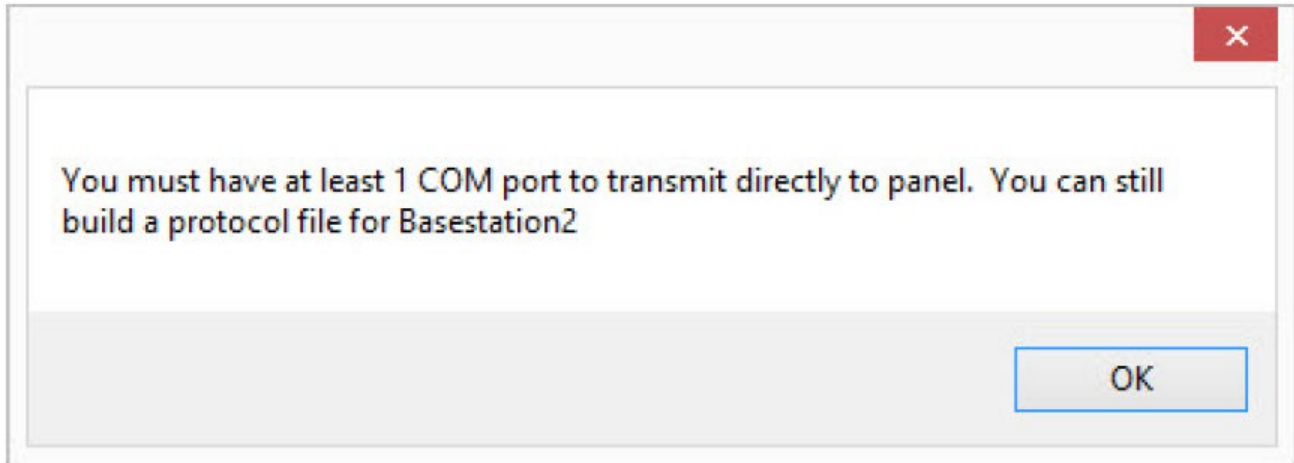 You must have at least 1 COM port to transmit directly to panel.  You can still
build a protocol file for Basestation2
OK